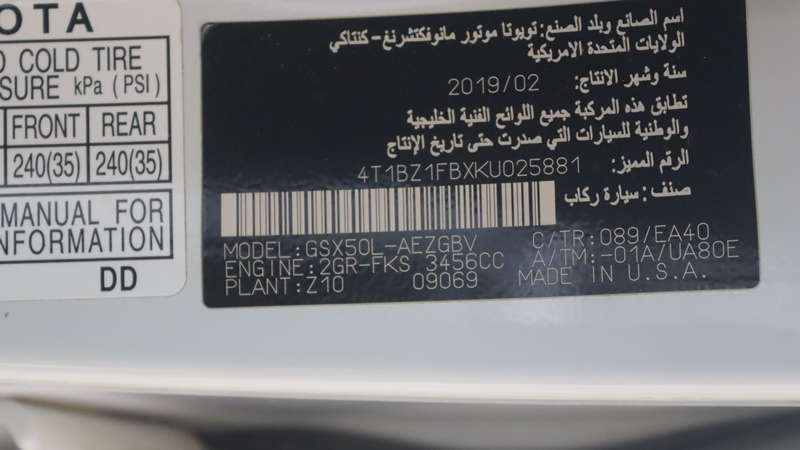 OTA
COLD TIRE
SURE kPa (PSI)
FRONT REAR
240(35) 240(35)
MANUAL FOR
NFORMATION
DD
اسم الصانع وبلد الصنع: تويوتا موتور مانوفكتشرنغ- كنتاكي
الولايات المتحدة الامريكية
سنة وشهر الانتاج: 2019/02
تطابق هذه المركبة جميع اللوائح الفنية الخليجية
والوطنية للسيارات التي صدرت حتى تاريخ الإنتاج
الرقم المميز: 4T1BZ1FBXKU025881
صنف: سيارة ركاب
MODEL:GSX50L-AEZGBV C/TR:089/EA40
ENGINE:2GR-FKS 3456CC A/TM:-01A/UA80E
PLANT:Z10 09069 MADE IN U.S.A.